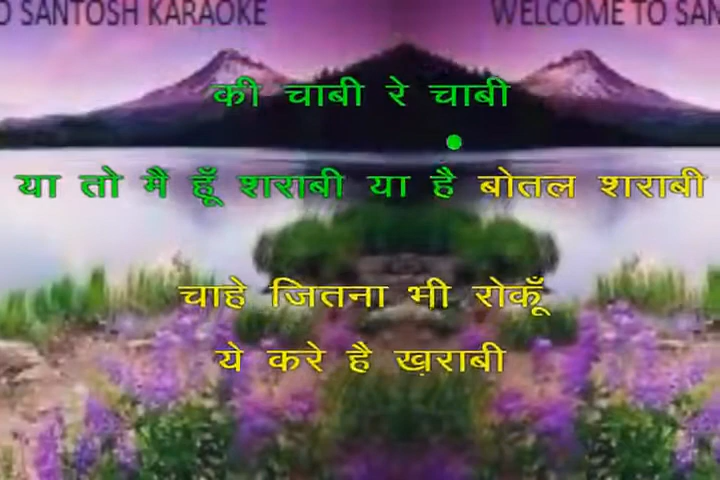 O SANTOSH KARAOKE WELCOME TO SAN
की चाबी रे चाबी
या तो मै हूँ शराबी या है बोतल शराबी
चाहे जितना भी रोकूँ
ये करे है ख़राबी